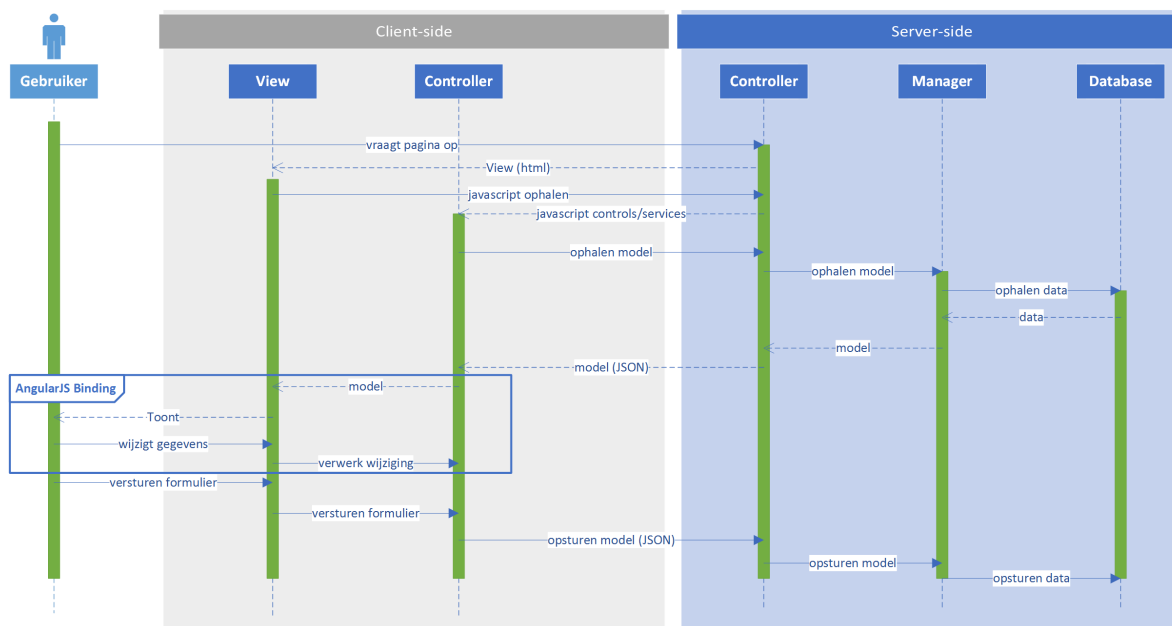 Client-side
Server-side
Gebruiker
View
Controller
Controller
Manager
Database
vraagt pagina op
View (html)
javascript ophalen
javascript controls/services
ophalen model
ophalen model
ophalen data
data
model
model (JSON)
AngularJS Binding
model
Toont
wijzigt gegevens
verwerk wijziging
versturen formulier
versturen formulier
opsturen model (JSON)
opsturen model
opsturen data